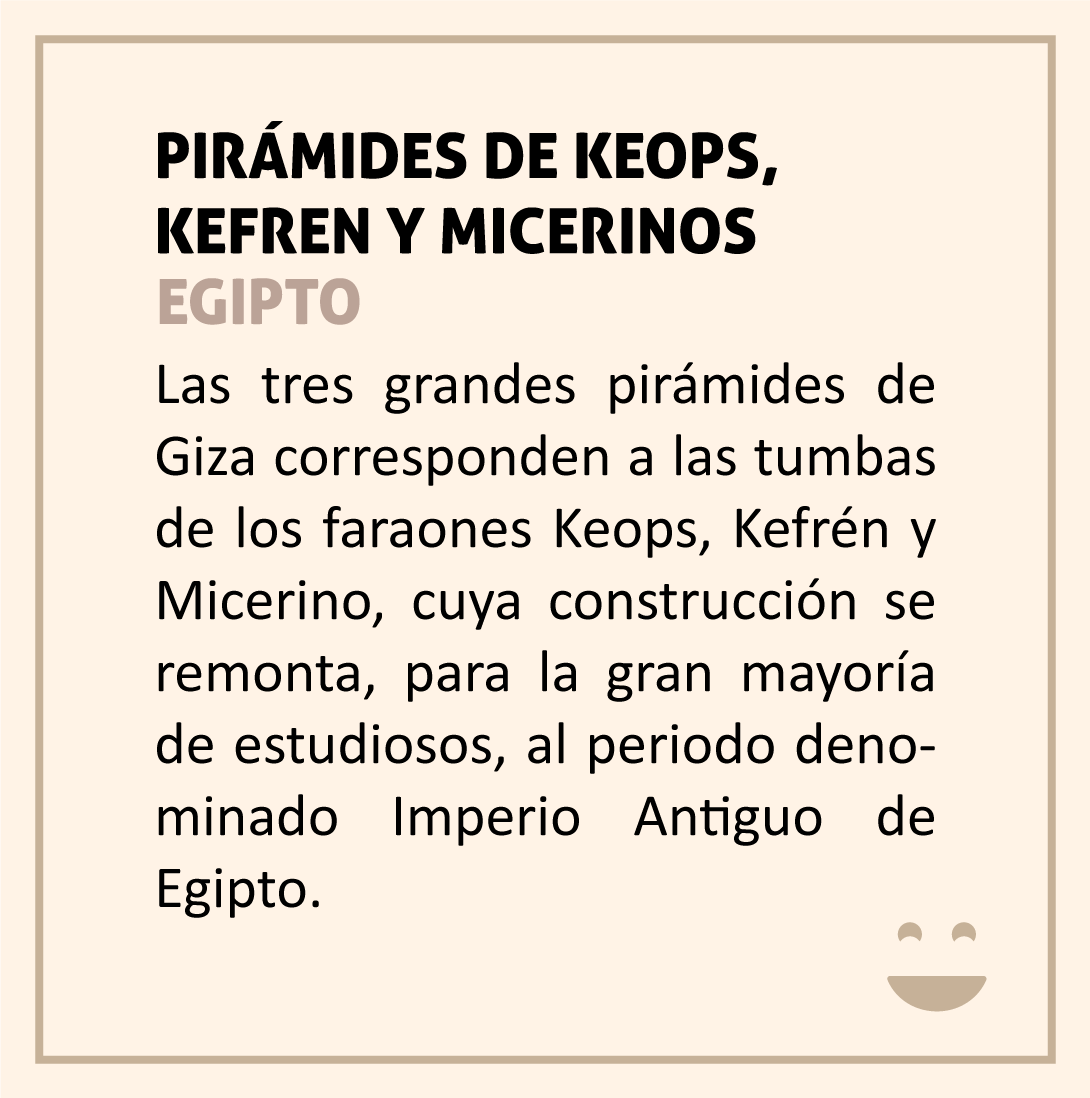 PIRÁMIDES DE KEOPS,
KEFREN Y MICERINOS
EGIPTO
Las tres grandes pirámides de
Giza corresponden a las tumbas
de los faraones Keops, Kefrén y
Micerino, cuya construcción se
remonta, para la gran mayoría
de estudiosos, al periodo deno-
minado Imperio Antiguo de
Egipto.